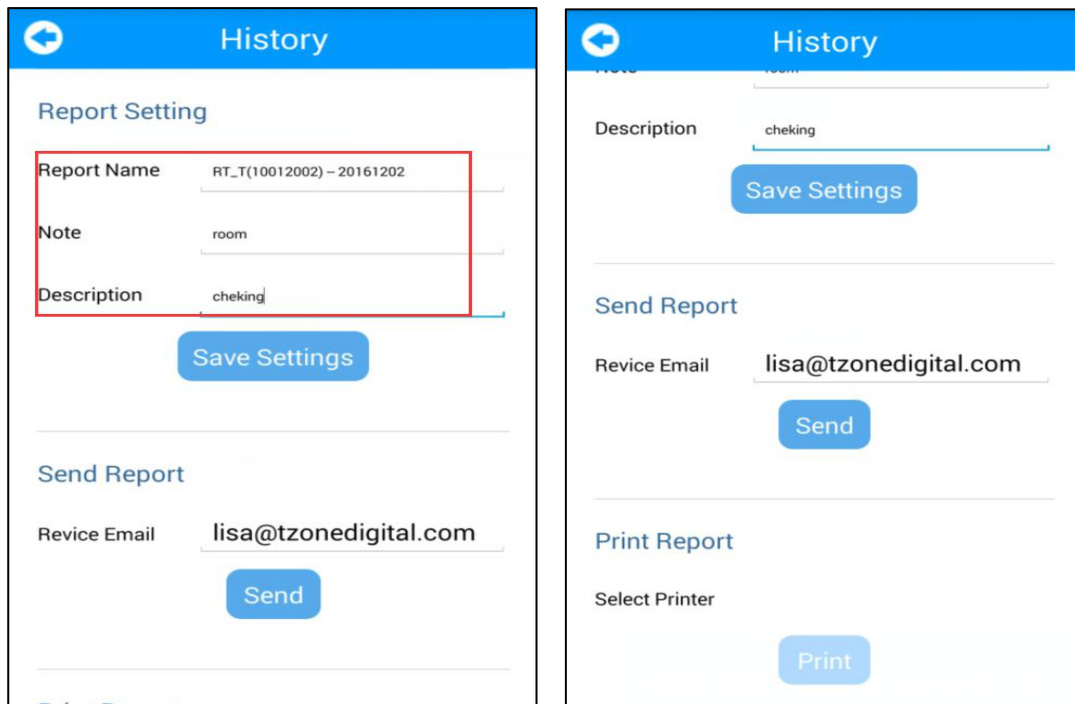 History
Report Setting
Report Name RT_T(10012002) – 20161202
Note room
Description cheking
Save Settings
Send Report
Revice Email lisa@tzonedigital.com
Send
History
Description cheking
Save Settings
Send Report
Revice Email lisa@tzonedigital.com
Send
Print Report
Select Printer
Print